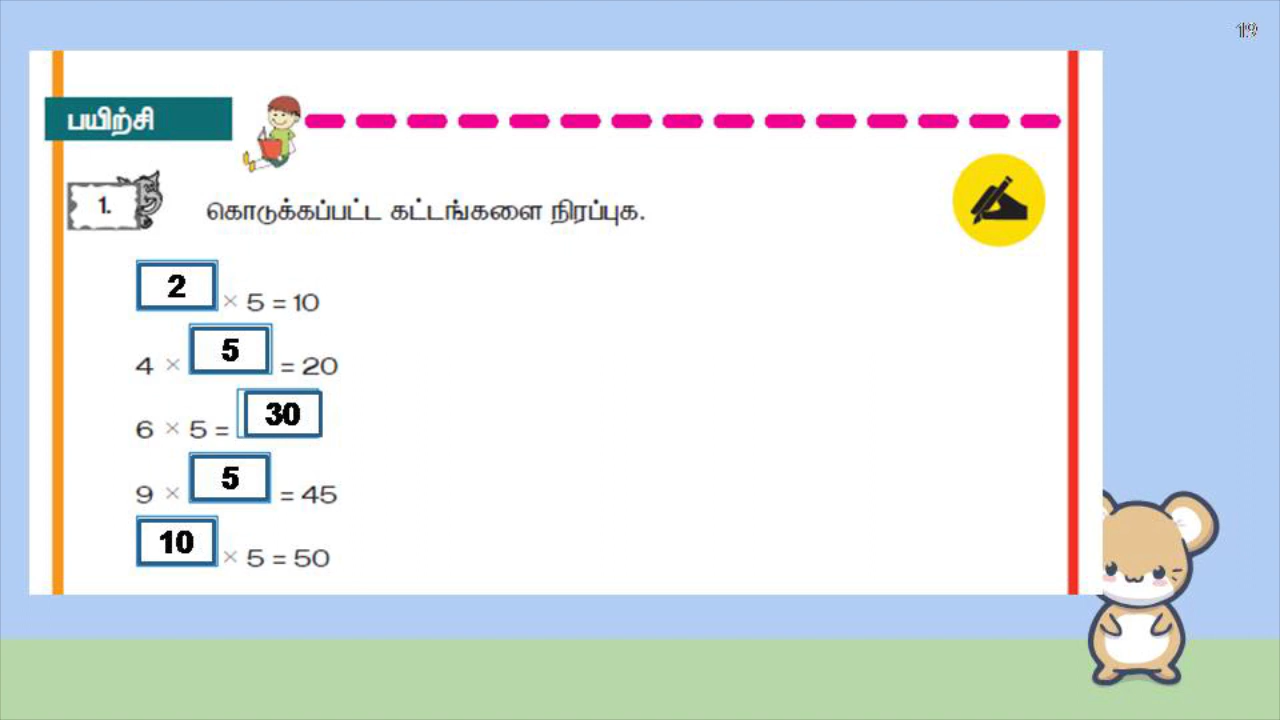 19
பயிற்சி
1. கொடுக்கப்பட்ட கட்டங்களை நிரப்புக.
2 × 5 = 10
4 × 5 = 20
6 × 5 = 30
9 × 5 = 45
10 × 5 = 50